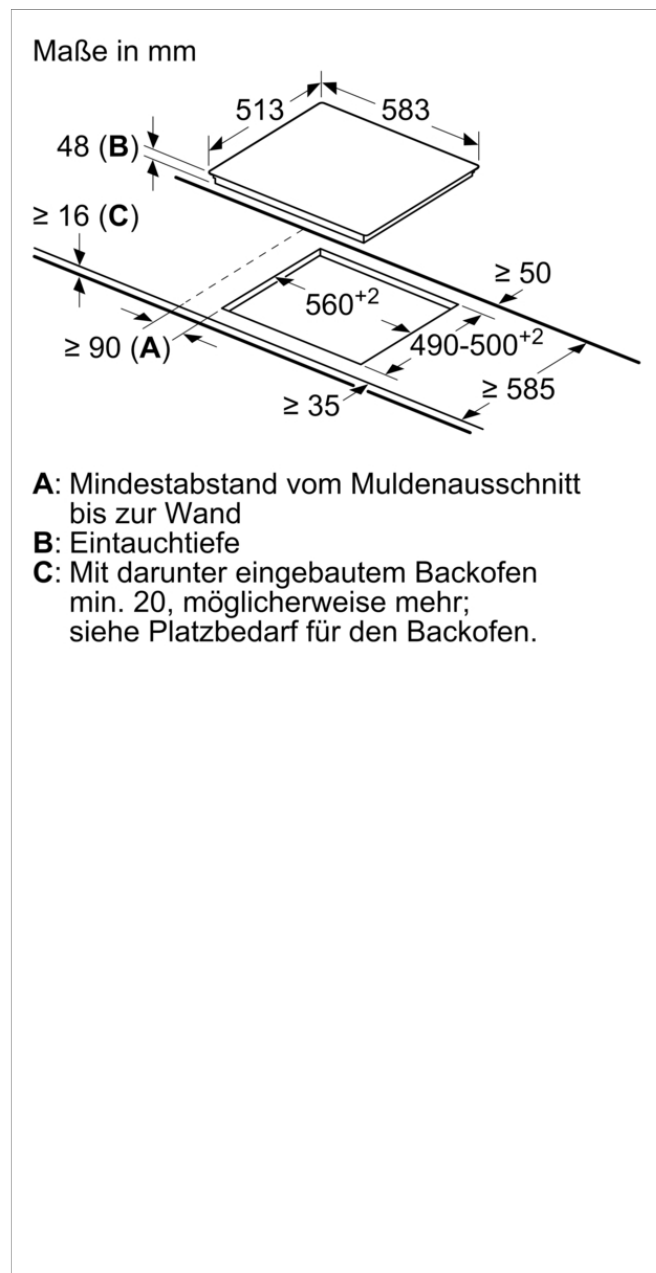 Maße in mm
513
583
48 (B)
≥ 16 (C)
≥ 50
560+2
490-500+2
≥ 90 (A)
≥ 585
≥ 35
A: Mindestabstand vom Muldenausschnitt
bis zur Wand
B: Eintauchtiefe
C: Mit darunter eingebautem Backofen
min. 20, möglicherweise mehr;
siehe Platzbedarf für den Backofen.